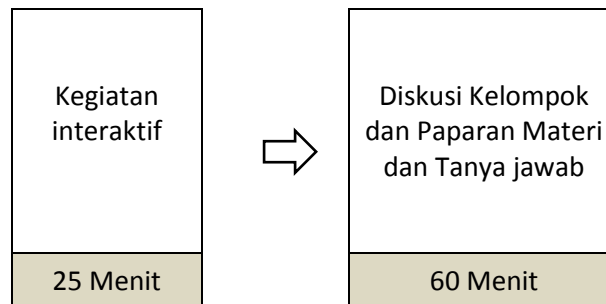 Kegiatan
interaktif
25 Menit
Diskusi Kelompok
dan Paparan Materi
dan Tanya jawab
60 Menit